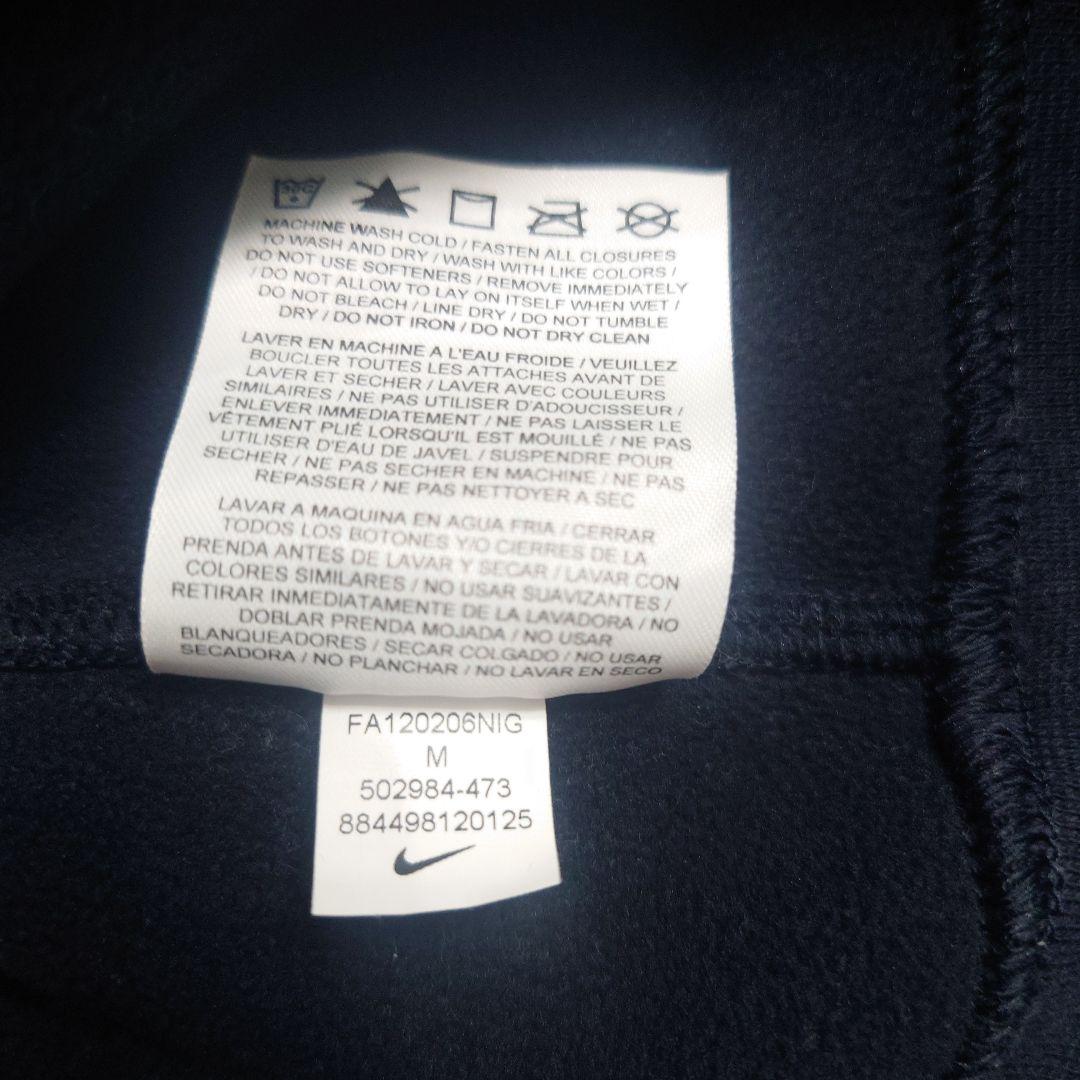 30C
MACHINE WASH COLD / FASTEN ALL CLOSURES
TO WASH AND DRY / WASH WITH LIKE COLORS /
DO NOT USE SOFTENERS / REMOVE IMMEDIATELY
/ DO NOT ALLOW TO LAY ON ITSELF WHEN WET /
DO NOT BLEACH / LINE DRY / DO NOT TUMBLE
DRY / DO NOT IRON / DO NOT DRY CLEAN
LAVER EN MACHINE A L'EAU FROIDE / VEUILLEZ
BOUCLER TOUTES LES ATTACHES AVANT DE
LAVER ET SECHER / LAVER AVEC COULEURS
SIMILAIRES / NE PAS UTILISER D'ADOUCISSEUR /
ENLEVER IMMEDIATEMENT / NE PAS LAISSER LE
VÊTEMENT PLIÉ LORSQU'IL EST MOUILLÉ / NE PAS
UTILISER D'EAU DE JAVEL / SUSPENDRE POUR
SECHER / NE PAS SECHER EN MACHINE / NE PAS
REPASSER / NE PAS NETTOYER A SEC
LAVAR A MAQUINA EN AGUA FRIA / CERRAR
TODOS LOS BOTONES Y/O CIERRES DE LA
PRENDA ANTES DE LAVAR Y SECAR / LAVAR CON
COLORES SIMILARES / NO USAR SUAVIZANTES /
RETIRAR INMEDIATAMENTE DE LA LAVADORA / NO
DOBLAR PRENDA MOJADA / NO USAR
BLANQUEADORES / SECAR COLGADO / NO USAR
SECADORA / NO PLANCHAR / NO LAVAR EN SECO
FA120206NIG
M
502984-473
884498120125